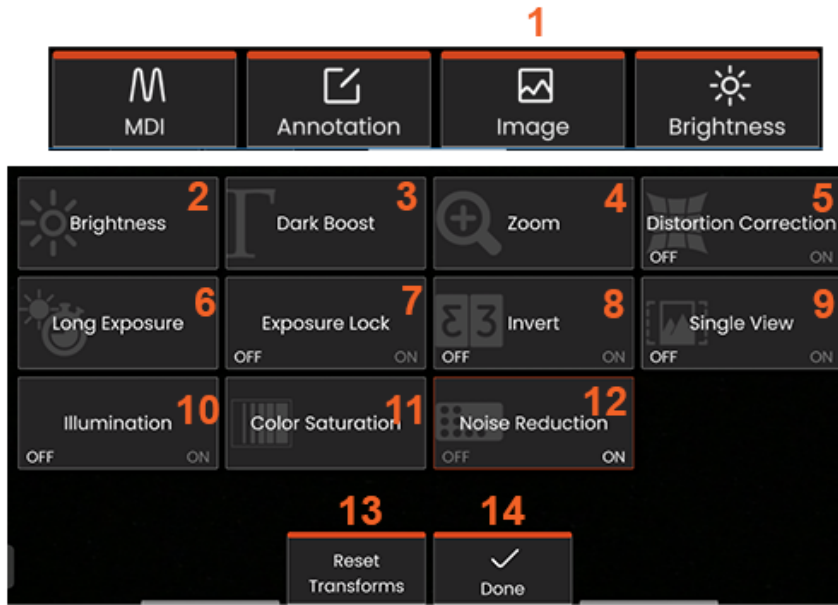 1
MDI
Annotation
Image
Brightness
2
Brightness
3
Dark Boost
4
Zoom
5
Distortion Correction
OFF ON
6
Long Exposure
7
Exposure Lock
OFF ON
8
Invert
OFF ON
9
Single View
OFF ON
10
Illumination
OFF ON
11
Color Saturation
12
Noise Reduction
OFF ON
13
Reset
Transforms
14
Done